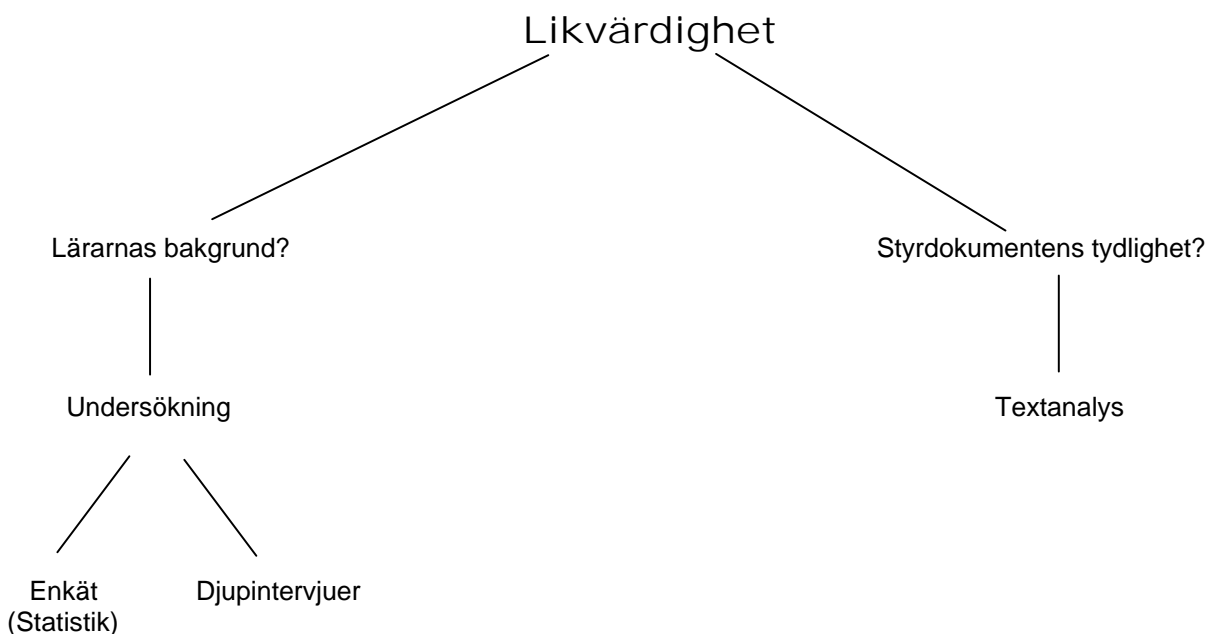 Likvärdighet
Lärarnas bakgrund?
Styrdokumentens tydlighet?
Undersökning
Textanalys
Enkät
(Statistik)
Djupintervjuer